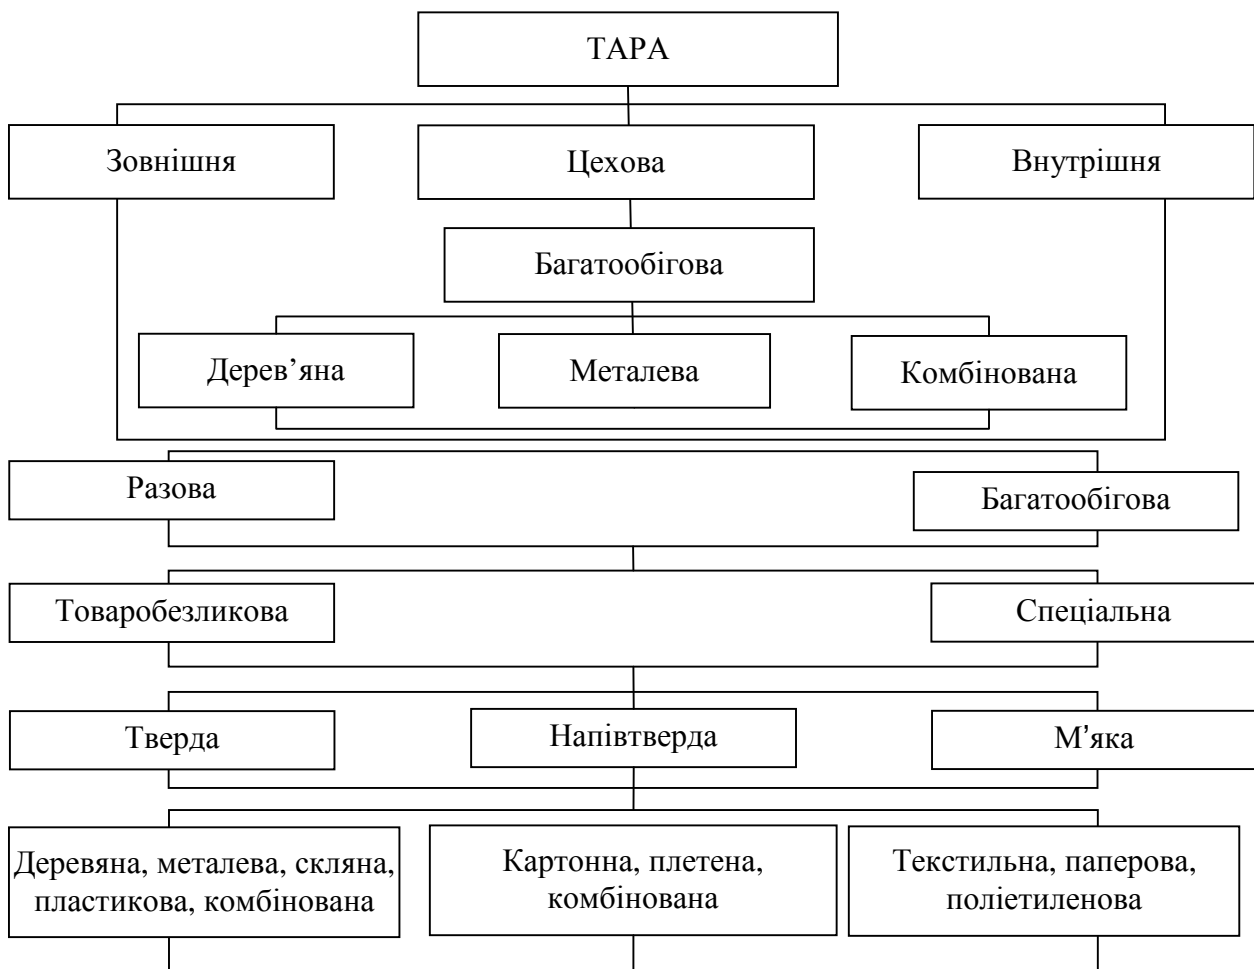 ТАРА
Зовнішня
Цехова
Внутрішня
Багатообігова
Дерев’яна
Металева
Комбінована
Разова
Багатообігова
Товаробезликова
Спеціальна
Тверда
Напівтверда
М’яка
Деревяна, металева, скляна,
пластикова, комбінована
Картонна, плетена,
комбінована
Текстильна, паперова,
поліетиленова